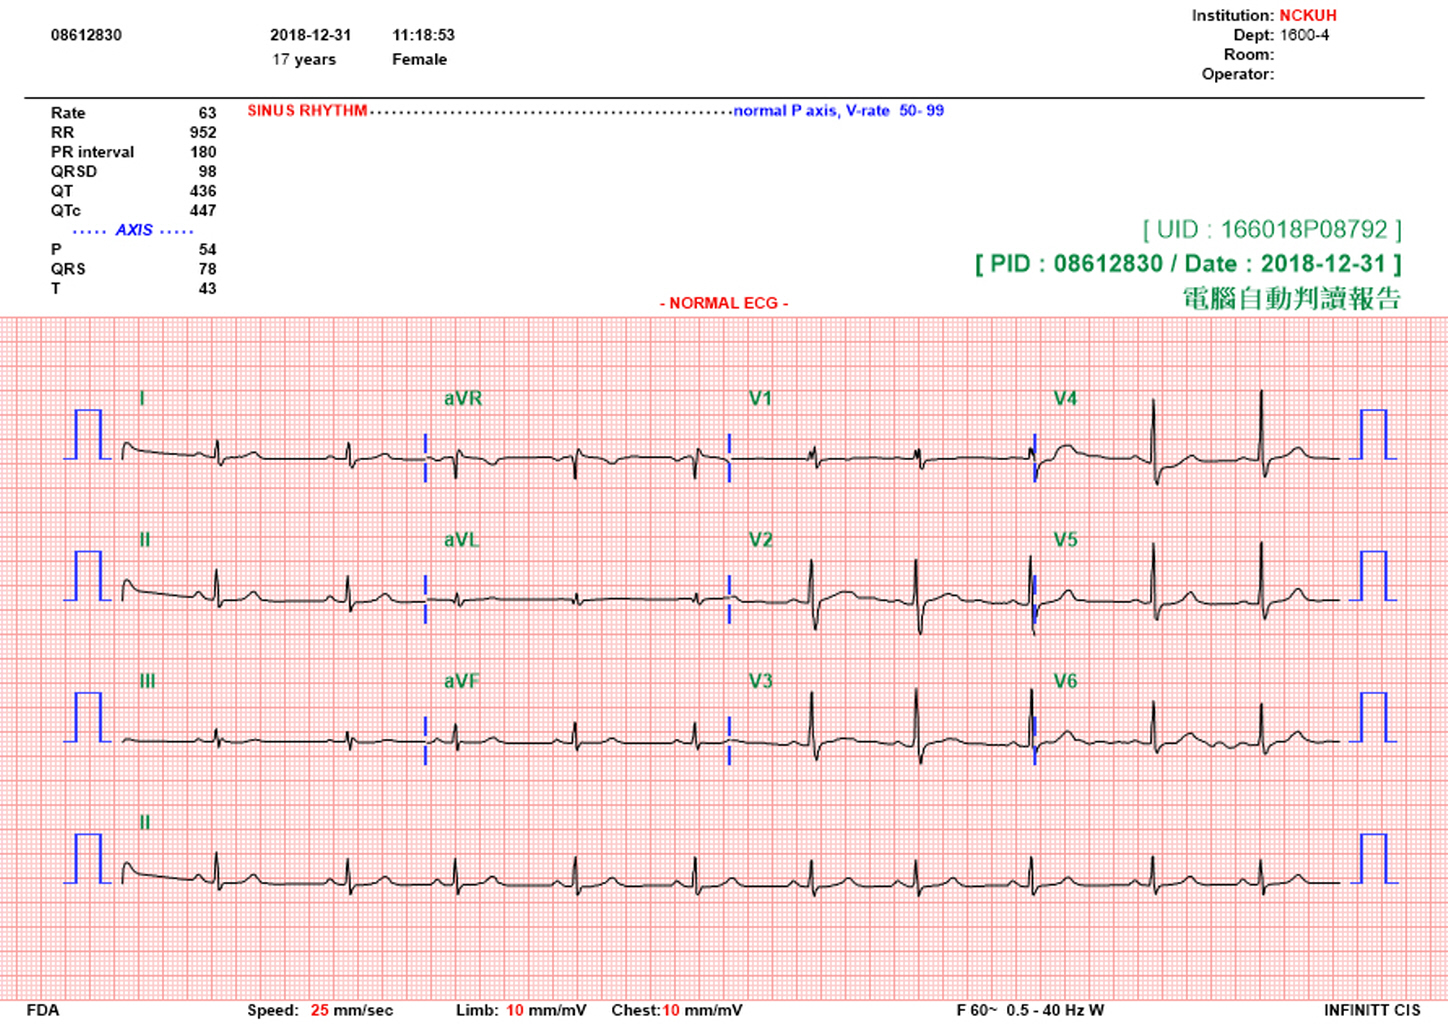 Institution: NCKUH
08612830 2018-12-31 11:18:53 Dept: 1600-4
17 years Female Room:
Operator:
Rate 63 SINUS RHYTHM normal P axis, V-rate 50- 99
RR 952
PR interval 180
QRSD 98
QT 436
QTc 447
····· AXIS ·····
P 54
QRS 78
T 43
[ UID : 166018P08792 ]
[ PID : 08612830 / Date : 2018-12-31 ]
電腦自動判讀報告
- NORMAL ECG -
I aVR V1 V4
II aVL V2 V5
III aVF V3 V6
II
FDA Speed: 25 mm/sec Limb: 10 mm/mV Chest:10 mm/mV F 60~ 0.5 - 40 Hz W INFINITT CIS